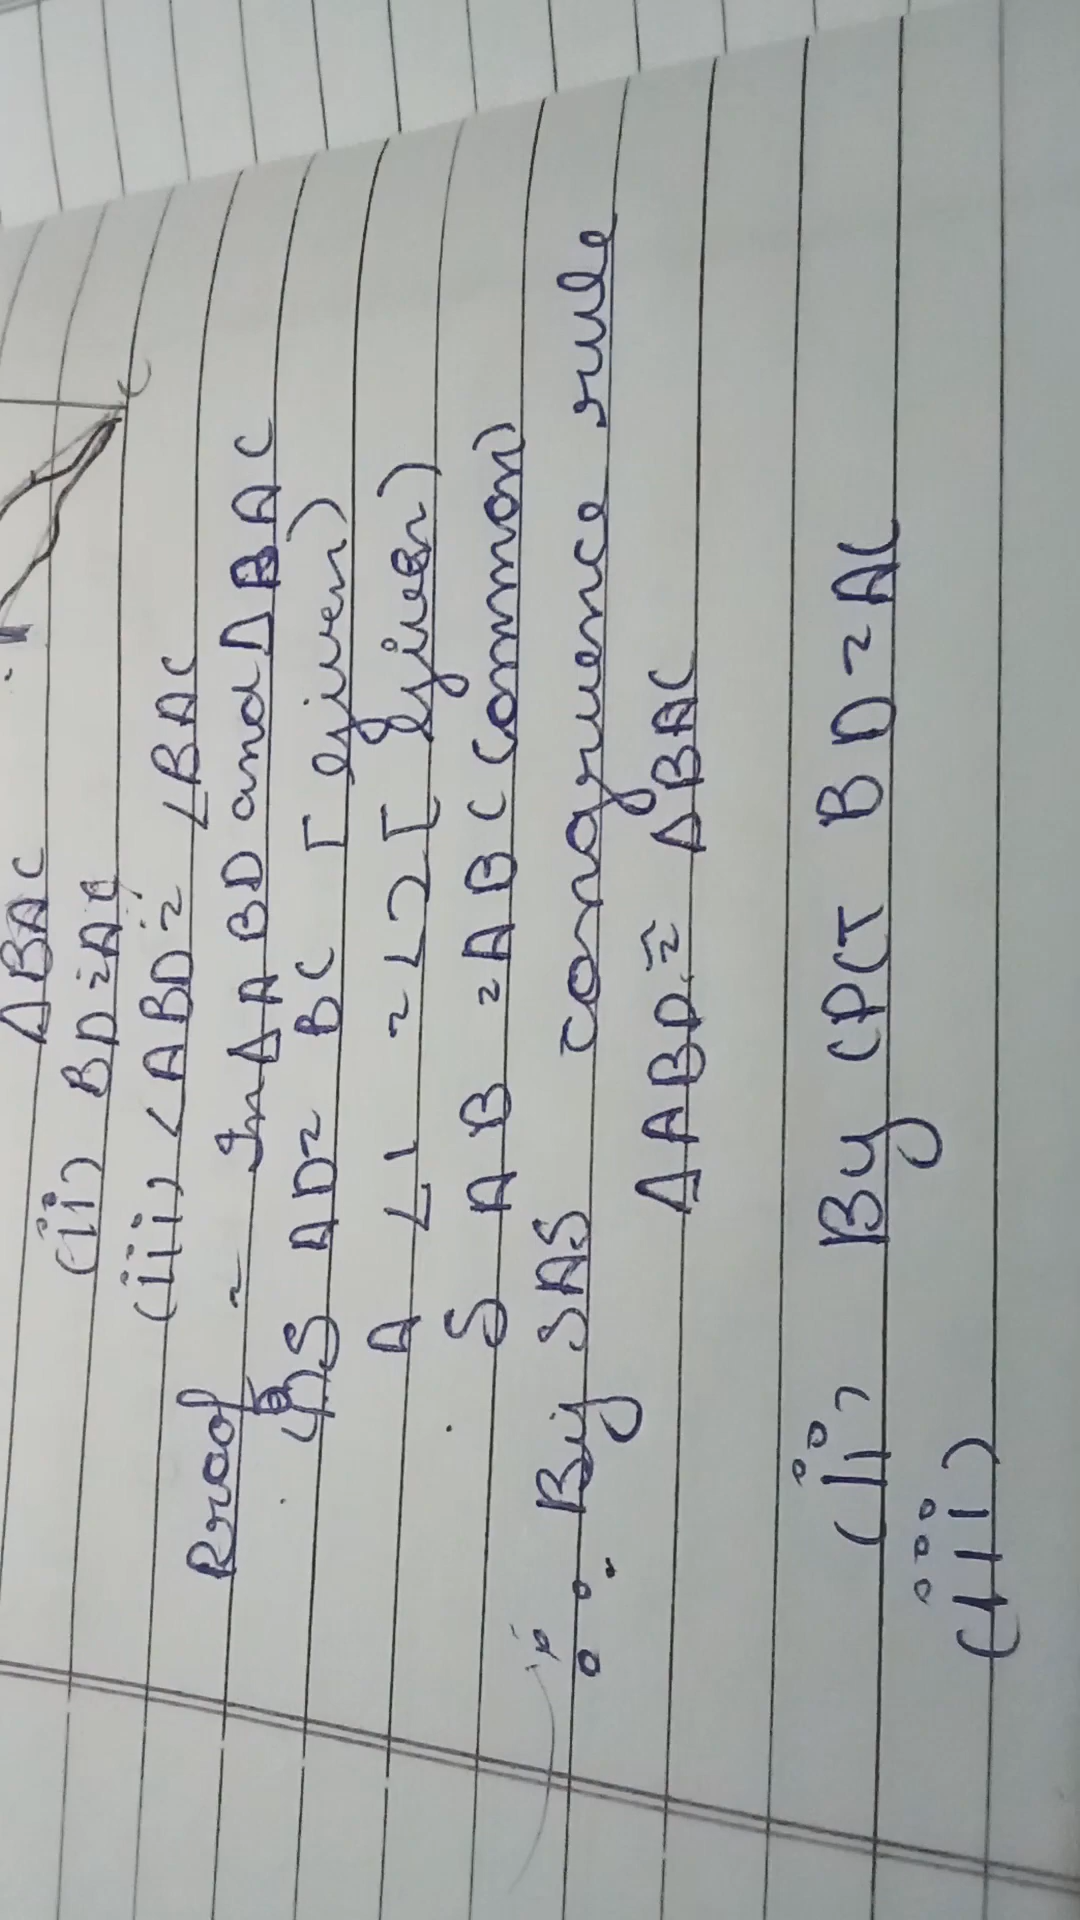 C
ΔBAC
(ii) BD=AC
(iii) <ABD= <BAC
Proof - In ΔABD and ΔBAC
(i) S AD= BC [given)
A ∠1 = ∠2 [given)
S AB = AB (Common)
∴ By SAS congruence rule
ΔABD ≅ ΔBAC
(ii) By CPCT BD=AC
(iii)